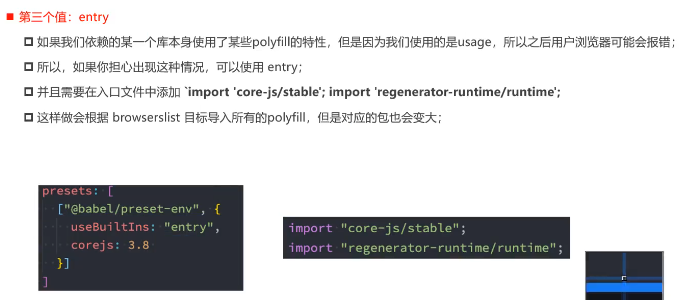 第三个值：entry
如果我们依赖的某一个库本身使用了某些polyfill的特性，但是因为我们使用的是usage，所以之后用户浏览器可能会报错；
所以，如果你担心出现这种情况，可以使用 entry；
并且需要在入口文件中添加 `import 'core-js/stable'; import 'regenerator-runtime/runtime';
这样做会根据 browserslist 目标导入所有的polyfill，但是对应的包也会变大；
presets: [
["@babel/preset-env", {
useBuiltIns: "entry",
corejs: 3.8
}]
]
import "core-js/stable";
import "regenerator-runtime/runtime";